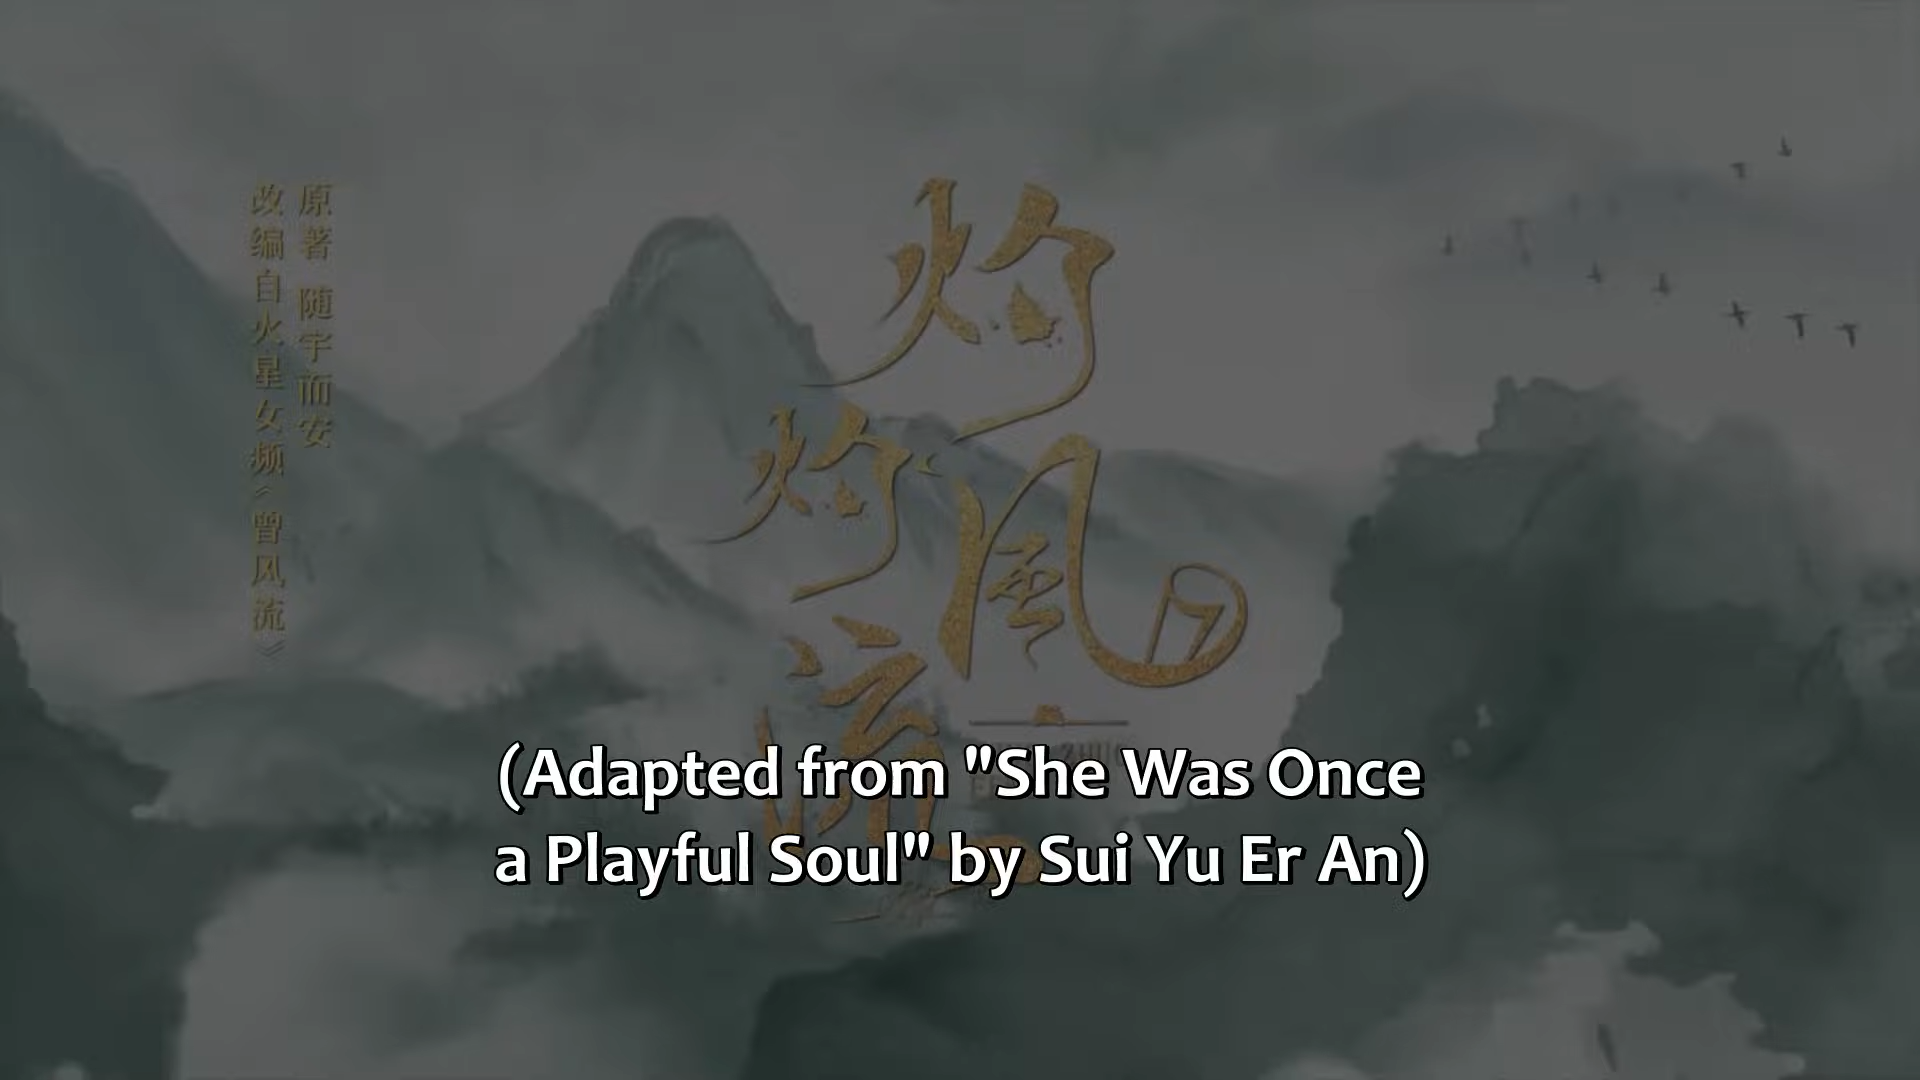 原著 随宇而安
改编自火星女频《曾风流》
灼
灼
風
流
(Adapted from "She Was Once
a Playful Soul" by Sui Yu Er An)